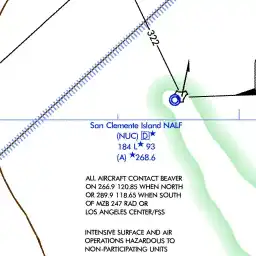 322
San Clemente Island NALF
(NUC) D★
184 L★ 93
(A) ★268.6
ALL AIRCRAFT CONTACT BEAVER
ON 266.9 120.85 WHEN NORTH
OR 289.9 118.65 WHEN SOUTH
OF MZB 247 RAD OR
LOS ANGELES CENTER/FSS
INTENSIVE SURFACE AND AIR
OPERATIONS HAZARDOUS TO
NON-PARTICIPATING UNITS